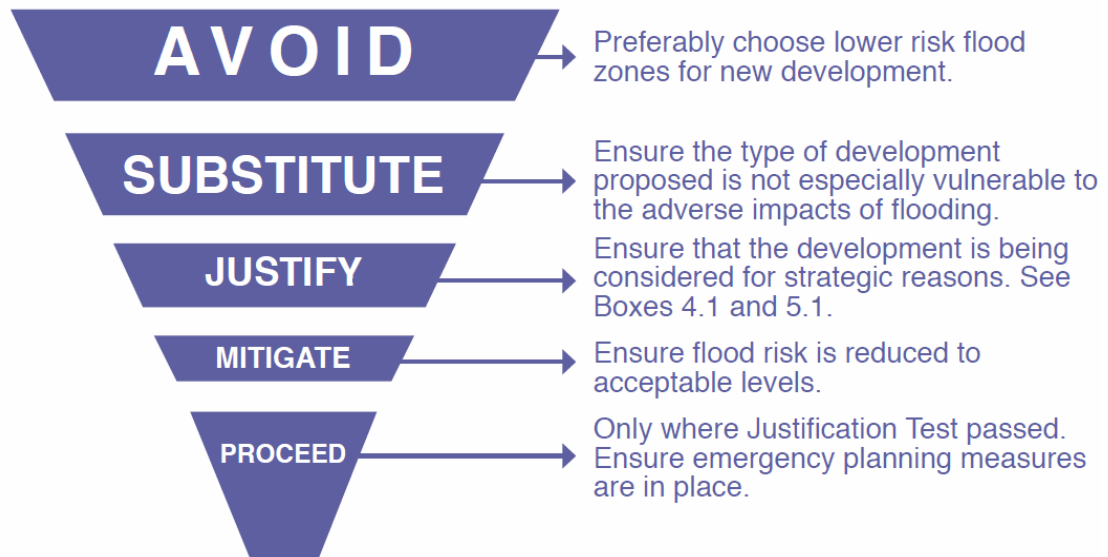 AVOID
Preferably choose lower risk flood
zones for new development.
SUBSTITUTE
Ensure the type of development
proposed is not especially vulnerable to
the adverse impacts of flooding.
JUSTIFY
Ensure that the development is being
considered for strategic reasons. See
Boxes 4.1 and 5.1.
MITIGATE
Ensure flood risk is reduced to
acceptable levels.
PROCEED
Only where Justification Test passed.
Ensure emergency planning measures
are in place.